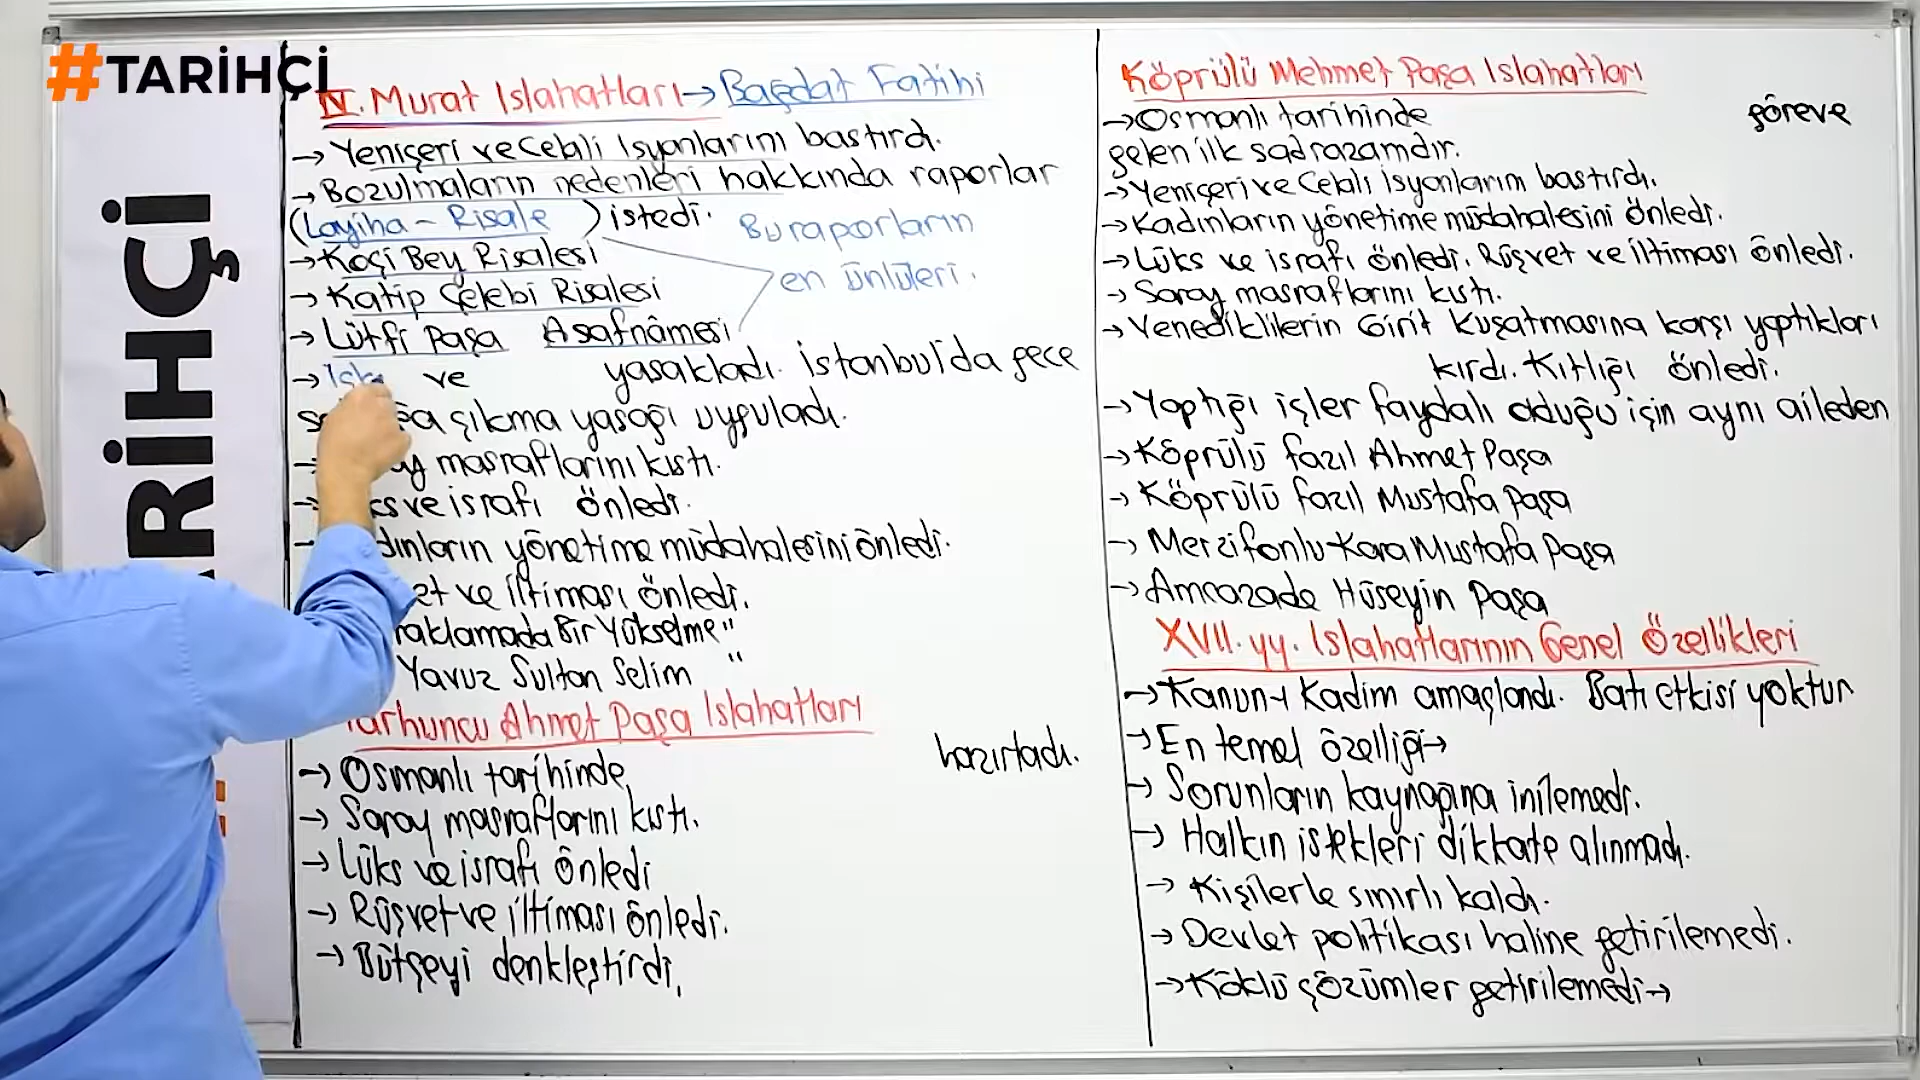 #TARİHÇİ
RİHÇİ
IV. Murat Islahatları → Bağdat Fatihi
→ Yeniçeri ve Celali İsyanlarını bastırdı.
→ Bozulmaların nedenleri hakkında raporlar
(Layiha - Risale ) istedi.
Bu raporların
en ünlüleri.
→ Koçi Bey Risalesi
→ Katip Çelebi Risalesi
→ Lütfi Paşa Asafnâmesi
→ İçk ve yasakladı. İstanbul'da gece
çıkma yasağı uyguladı.
masraflarını kıstı.
ve israfı önledi.
yönetime müdahalesini önledi.
ve iltiması önledi.
Bir Yükselme"
Yavuz Sultan Selim "
Tarhuncu Ahmet Paşa Islahatları
→ Osmanlı tarihinde hazırladı.
→ Saray masraflarını kıstı.
→ Lüks ve israfı önledi
→ Rüşvet ve iltiması önledi.
→ Bütçeyi denkleştirdi.
Köprülü Mehmet Paşa Islahatları
→ Osmanlı tarihinde göreve
gelen ilk sadrazamdır.
→ Yeniçeri ve Celali isyanlarını bastırdı.
→ Kadınların yönetime müdahalesini önledi.
→ Lüks ve israfı önledi. Rüşvet ve iltiması önledi.
→ Saray masraflarını kıstı.
→ Venediklilerin Girit Kuşatmasına karşı yaptıkları
kırdı. Kıtlığı önledi.
→ Yaptığı işler faydalı olduğu için aynı aileden
→ Köprülü fazıl Ahmet Paşa
→ Köprülü fazıl Mustafa Paşa
→ Merzifonlu Kara Mustafa Paşa
→ Amcazade Hüseyin Paşa
XVII. yy. Islahatlarının Genel Özellikleri
→ Kanun-ı Kadim amaçlandı. Batı etkisi yoktur
→ En temel özelliği →
→ Sorunların kaynağına inilemedi.
→ Halkın istekleri dikkate alınmadı.
→ Kişilerle sınırlı kaldı.
→ Devlet politikası haline getirilemedi.
→ Köklü çözümler getirilemedi →